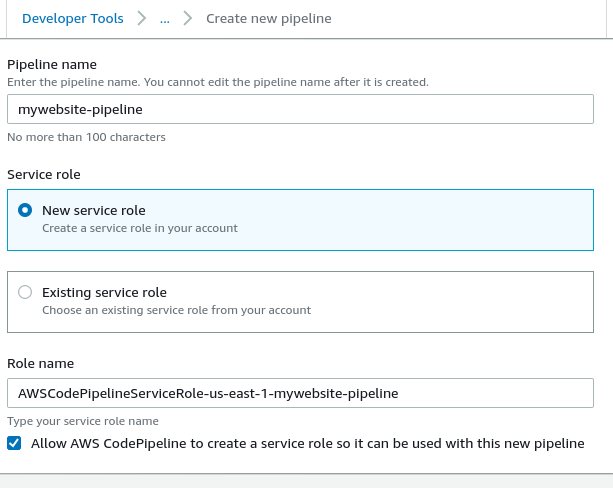 Developer Tools > ... > Create new pipeline
Pipeline name
Enter the pipeline name. You cannot edit the pipeline name after it is created.
mywebsite-pipeline
No more than 100 characters
Service role
New service role
Create a service role in your account
Existing service role
Choose an existing service role from your account
Role name
AWSCodePipelineServiceRole-us-east-1-mywebsite-pipeline
Type your service role name
Allow AWS CodePipeline to create a service role so it can be used with this new pipeline